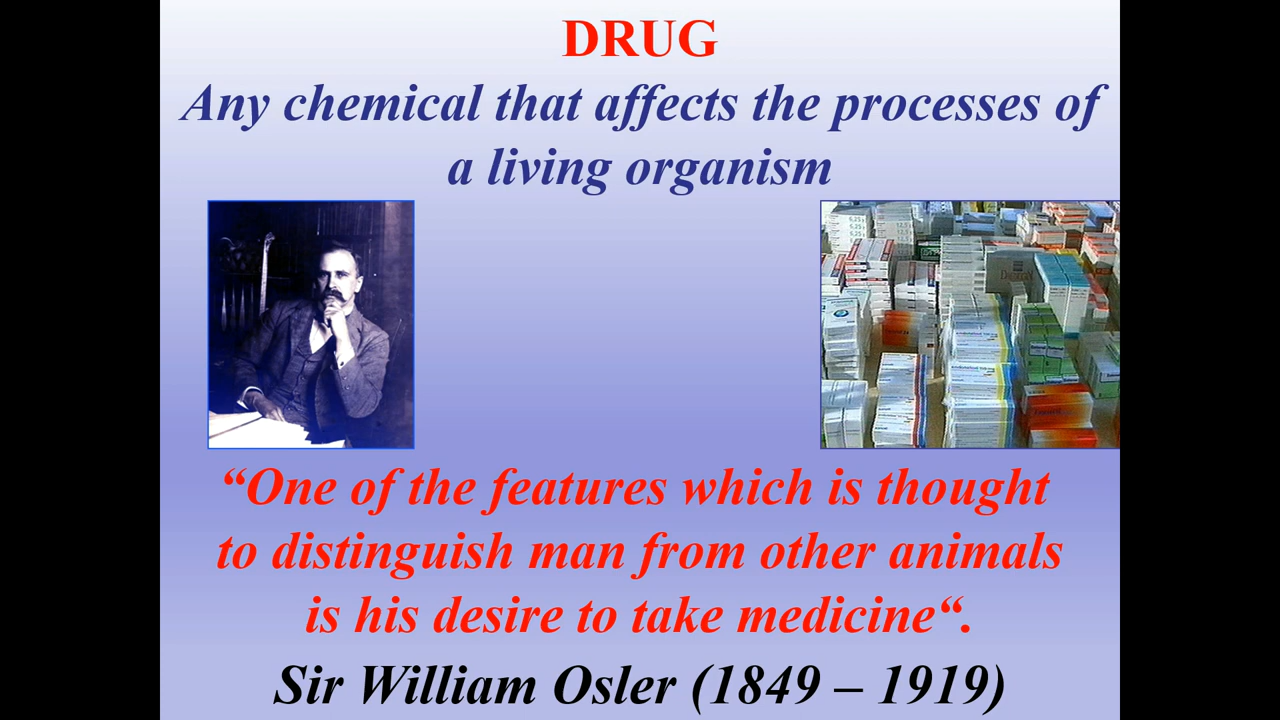 DRUG
Any chemical that affects the processes of
a living organism
“One of the features which is thought
to distinguish man from other animals
is his desire to take medicine“.
Sir William Osler (1849 – 1919)